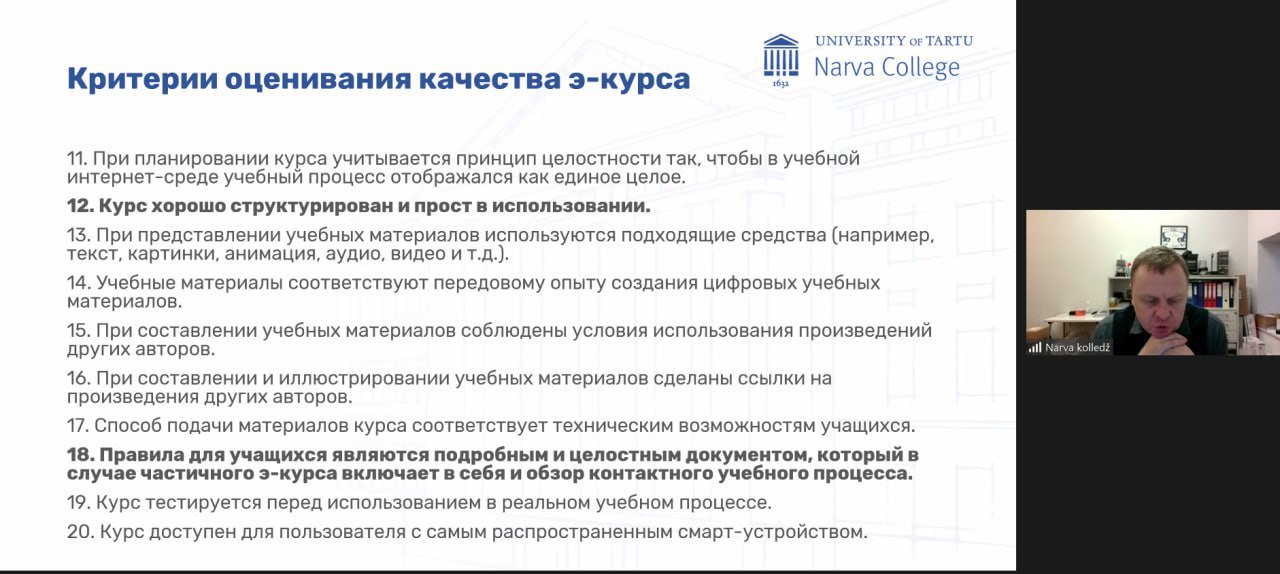 UNIVERSITY OF TARTU
Narva College
1632
Критерии оценивания качества э-курса
11. При планировании курса учитывается принцип целостности так, чтобы в учебной
интернет-среде учебный процесс отображался как единое целое.
12. Курс хорошо структурирован и прост в использовании.
13. При представлении учебных материалов используются подходящие средства (например,
текст, картинки, анимация, аудио, видео и т.д.).
14. Учебные материалы соответствуют передовому опыту создания цифровых учебных
материалов.
15. При составлении учебных материалов соблюдены условия использования произведений
других авторов.
16. При составлении и иллюстрировании учебных материалов сделаны ссылки на
произведения других авторов.
17. Способ подачи материалов курса соответствует техническим возможностям учащихся.
18. Правила для учащихся являются подробным и целостным документом, который в
случае частичного э-курса включает в себя и обзор контактного учебного процесса.
19. Курс тестируется перед использованием в реальном учебном процессе.
20. Курс доступен для пользователя с самым распространенным смарт-устройством.
Narva kolledž